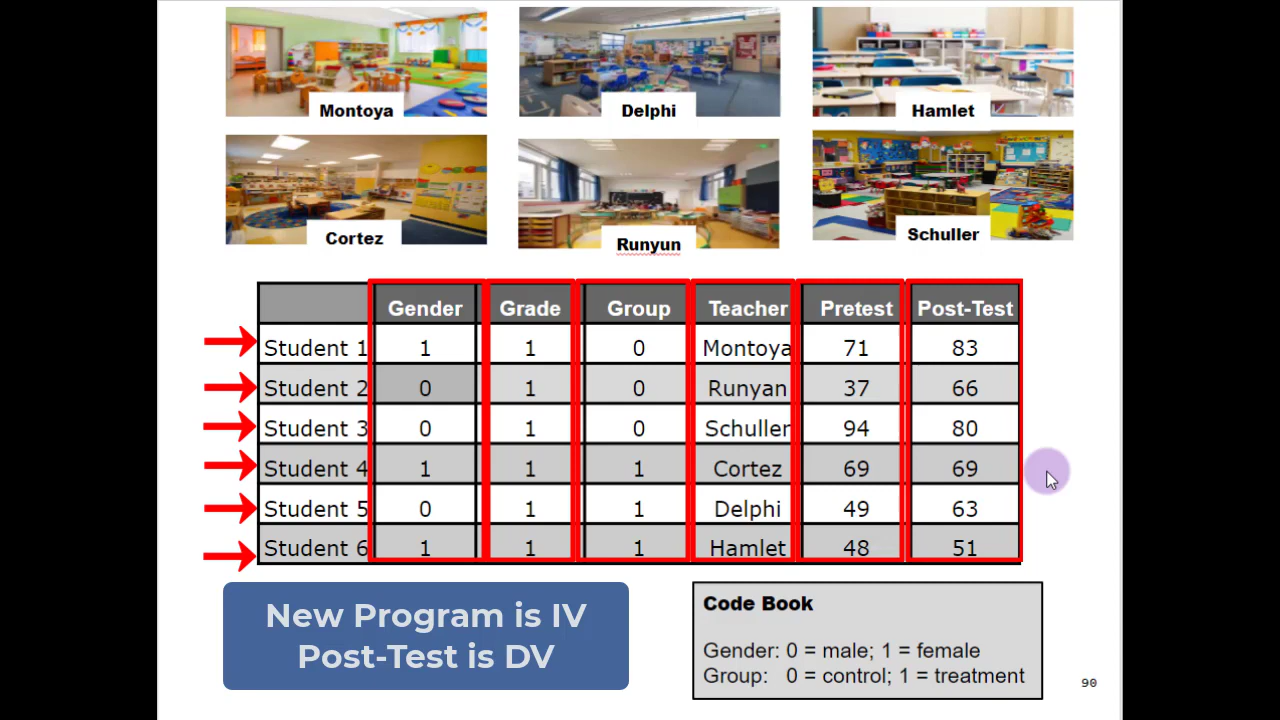 Montoya Delphi Hamlet
Cortez Runyun Schuller
Gender Grade Group Teacher Pretest Post-Test
Student 1 1 1 0 Montoya 71 83
Student 2 0 1 0 Runyan 37 66
Student 3 0 1 0 Schuller 94 80
Student 4 1 1 1 Cortez 69 69
Student 5 0 1 1 Delphi 49 63
Student 6 1 1 1 Hamlet 48 51
New Program is IV
Post-Test is DV
Code Book
Gender: 0 = male; 1 = female
Group: 0 = control; 1 = treatment
90